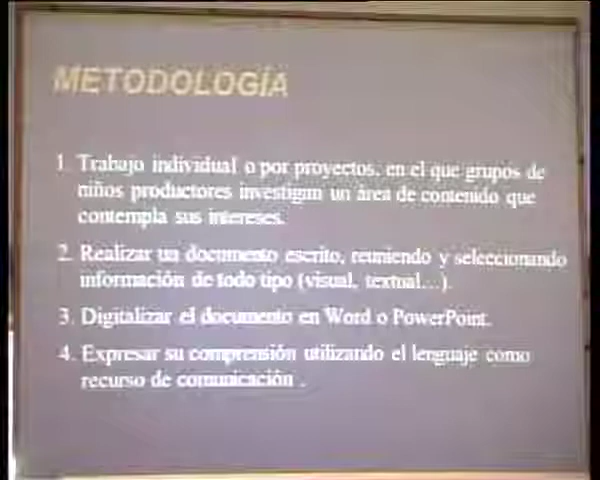 METODOLOGÍA
1. Trabajo individual o por proyectos, en el que grupos de
niños productores investigan un área de contenido que
contempla sus intereses.
2. Realizar un documento escrito, reuniendo y seleccionando
información de todo tipo (visual, textual...).
3. Digitalizar el documento en Word o PowerPoint.
4. Expresar su comprensión utilizando el lenguaje como
recurso de comunicación .